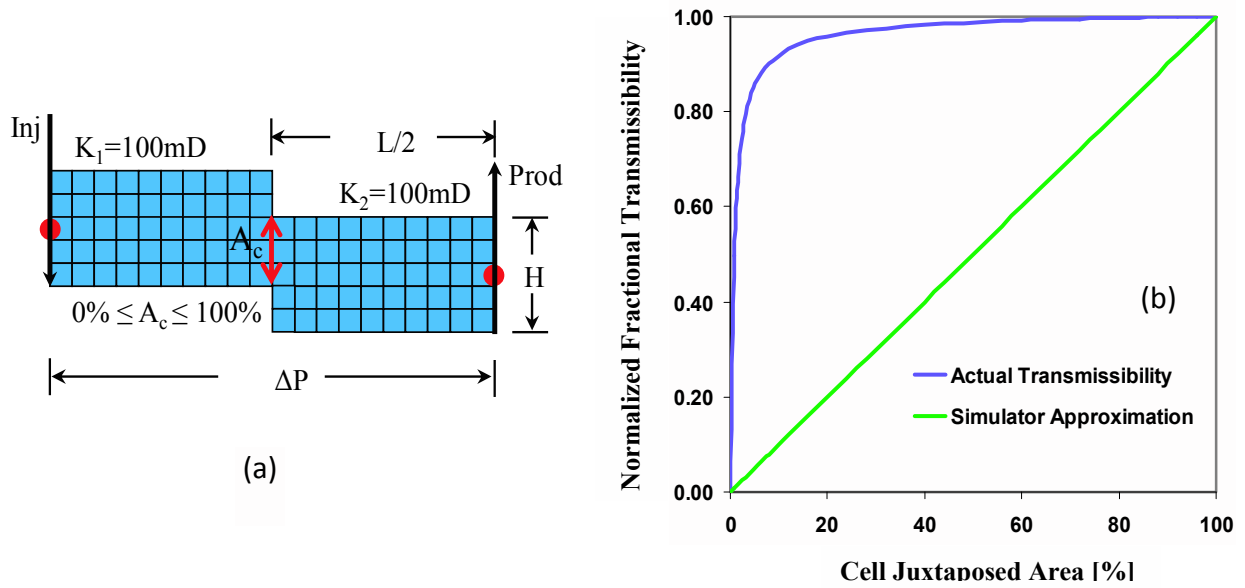 Inj
K1=100mD
L/2
K2=100mD
Prod
Ac
H
0% ≤ Ac ≤ 100%
ΔP
(a)
Normalized Fractional Transmissibility
1.00
0.80
0.60
0.40
0.20
0.00
(b)
Actual Transmissibility
Simulator Approximation
0 20 40 60 80 100
Cell Juxtaposed Area [%]